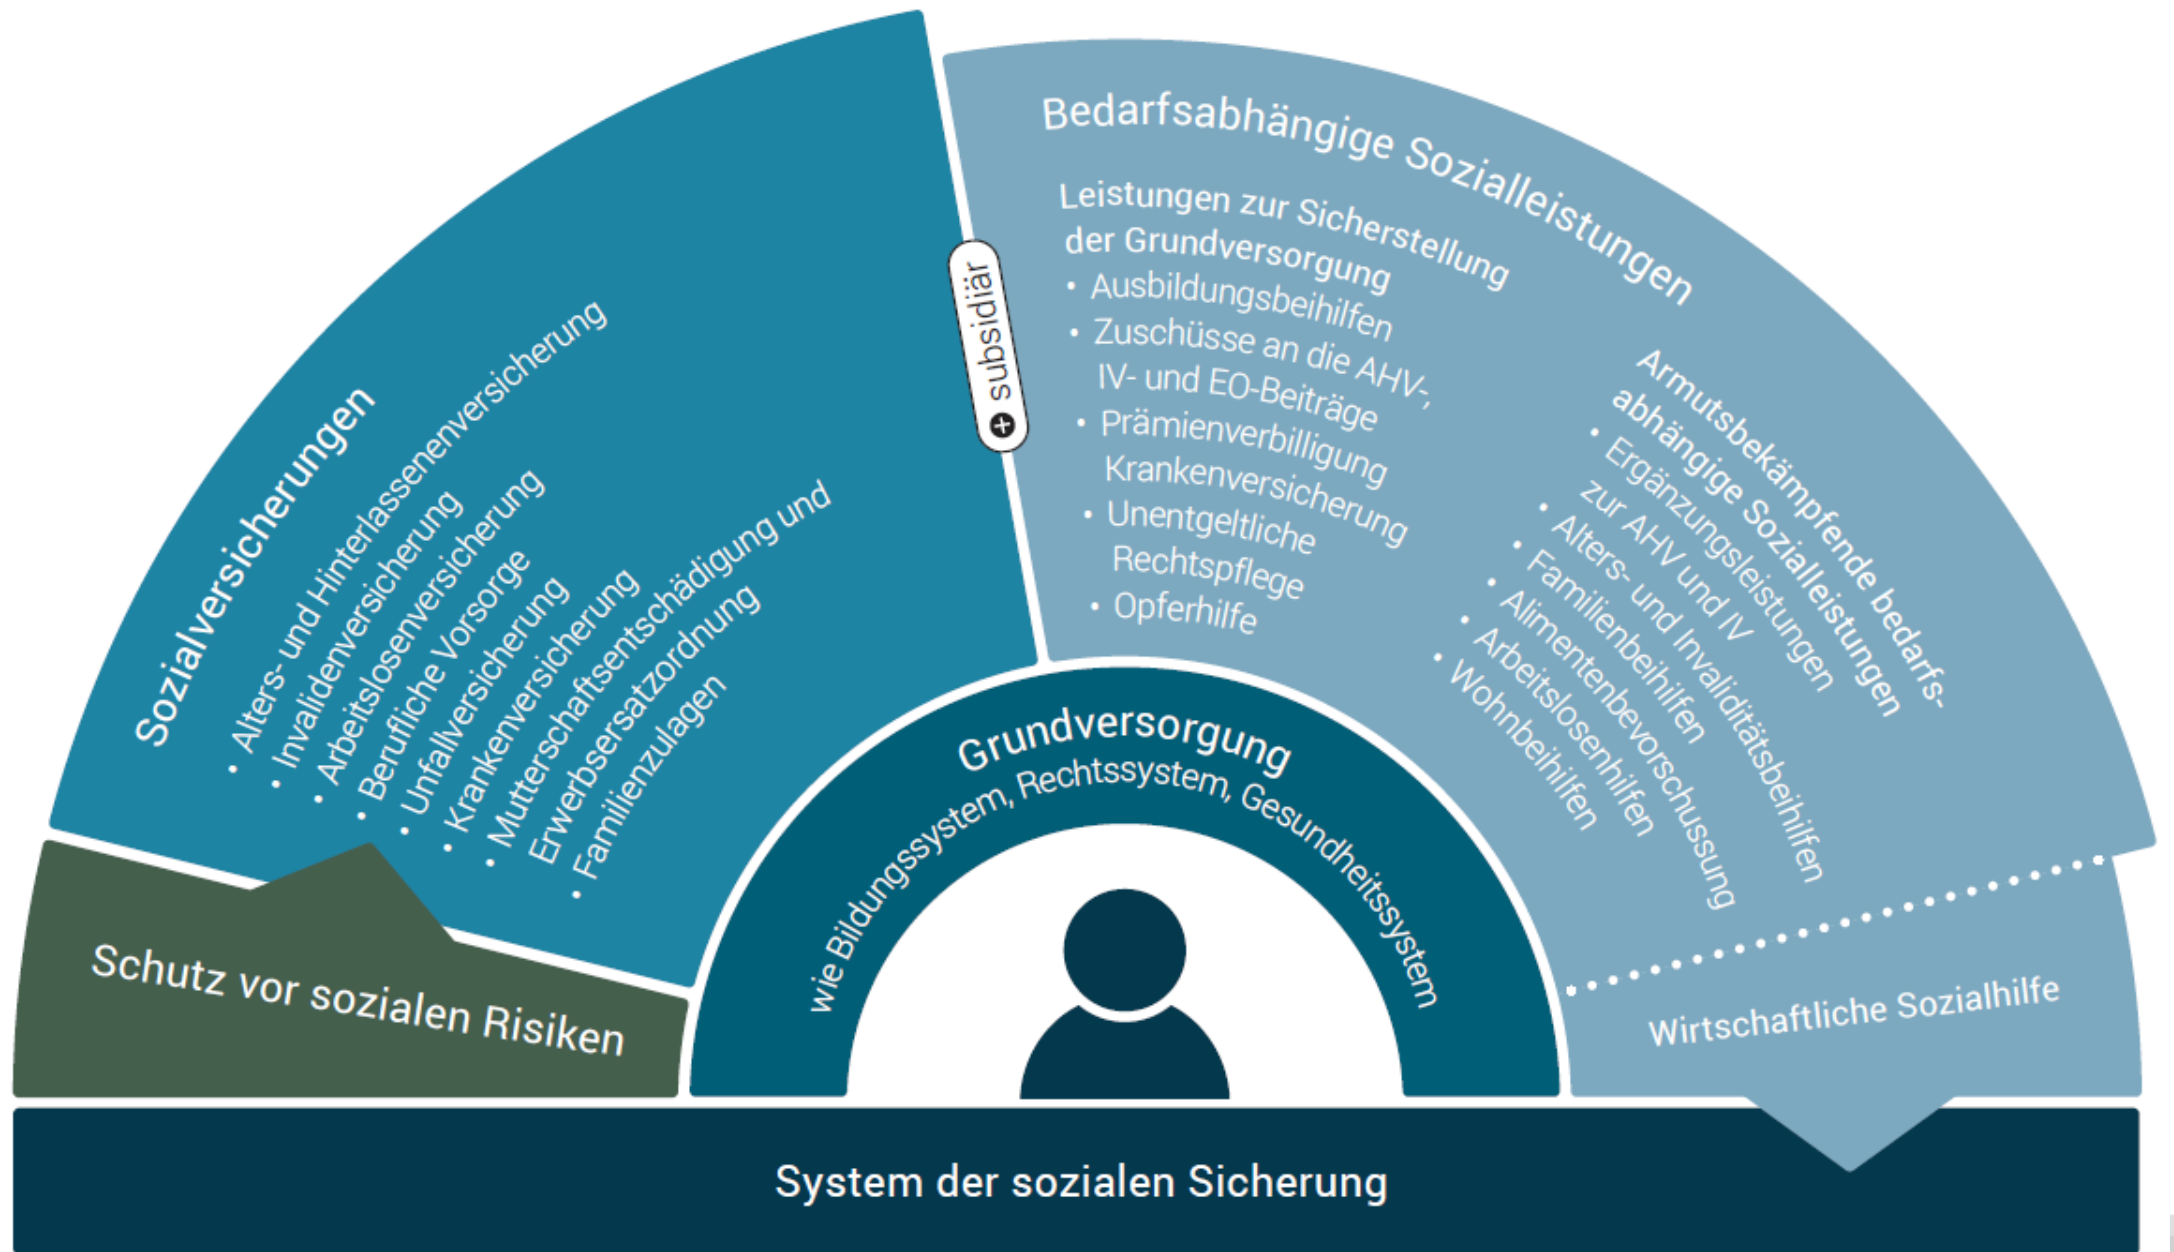 Sozialversicherungen
• Alters- und Hinterlassenenversicherung
• Invalidenversicherung
• Arbeitslosenversicherung
• Berufliche Vorsorge
• Unfallversicherung
• Krankenversicherung
• Mutterschaftsentschädigung und
Erwerbsersatzordnung
• Familienzulagen
Schutz vor sozialen Risiken
+ subsidiär
Bedarfsabhängige Sozialleistungen
Leistungen zur Sicherstellung
der Grundversorgung
• Ausbildungsbeihilfen
• Zuschüsse an die AHV-,
IV- und EO-Beiträge
• Prämienverbilligung
Krankenversicherung
• Unentgeltliche
Rechtspflege
• Opferhilfe
Armutsbekämpfende bedarfs-
abhängige Sozialleistungen
• Ergänzungsleistungen
zur AHV und IV
• Alters- und Invaliditätsbeihilfen
• Familienbeihilfen
• Alimentenbevorschussung
• Arbeitslosenhilfen
• Wohnbeihilfen
Wirtschaftliche Sozialhilfe
Grundversorgung
wie Bildungssystem, Rechtssystem, Gesundheitssystem
System der sozialen Sicherung